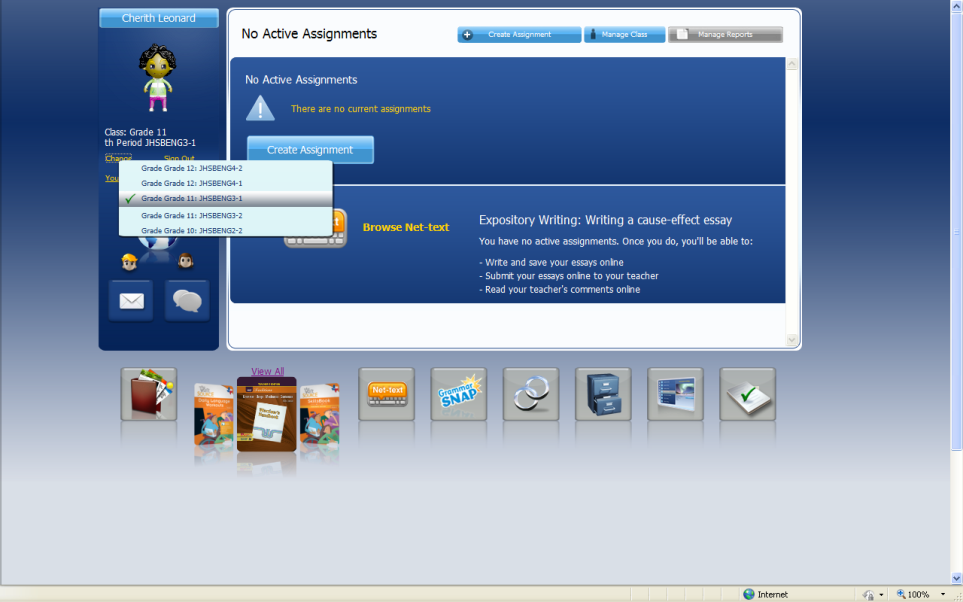 Cherith Leonard
Class: Grade 11
th Period JHSBENG3-1
Change Sign Out
You
Grade Grade 12: JHSBENG4-2
Grade Grade 12: JHSBENG4-1
Grade Grade 11: JHSBENG3-1
Grade Grade 11: JHSBENG3-2
Grade Grade 10: JHSBENG2-2
No Active Assignments
Create Assignment
Manage Class
Manage Reports
No Active Assignments
There are no current assignments
Create Assignment
Browse Net-text
Expository Writing: Writing a cause-effect essay
You have no active assignments. Once you do, you'll be able to:
- Write and save your essays online
- Submit your essays online to your teacher
- Read your teacher's comments online
View All
Net-text
Grammar
SNAP
Internet
100%